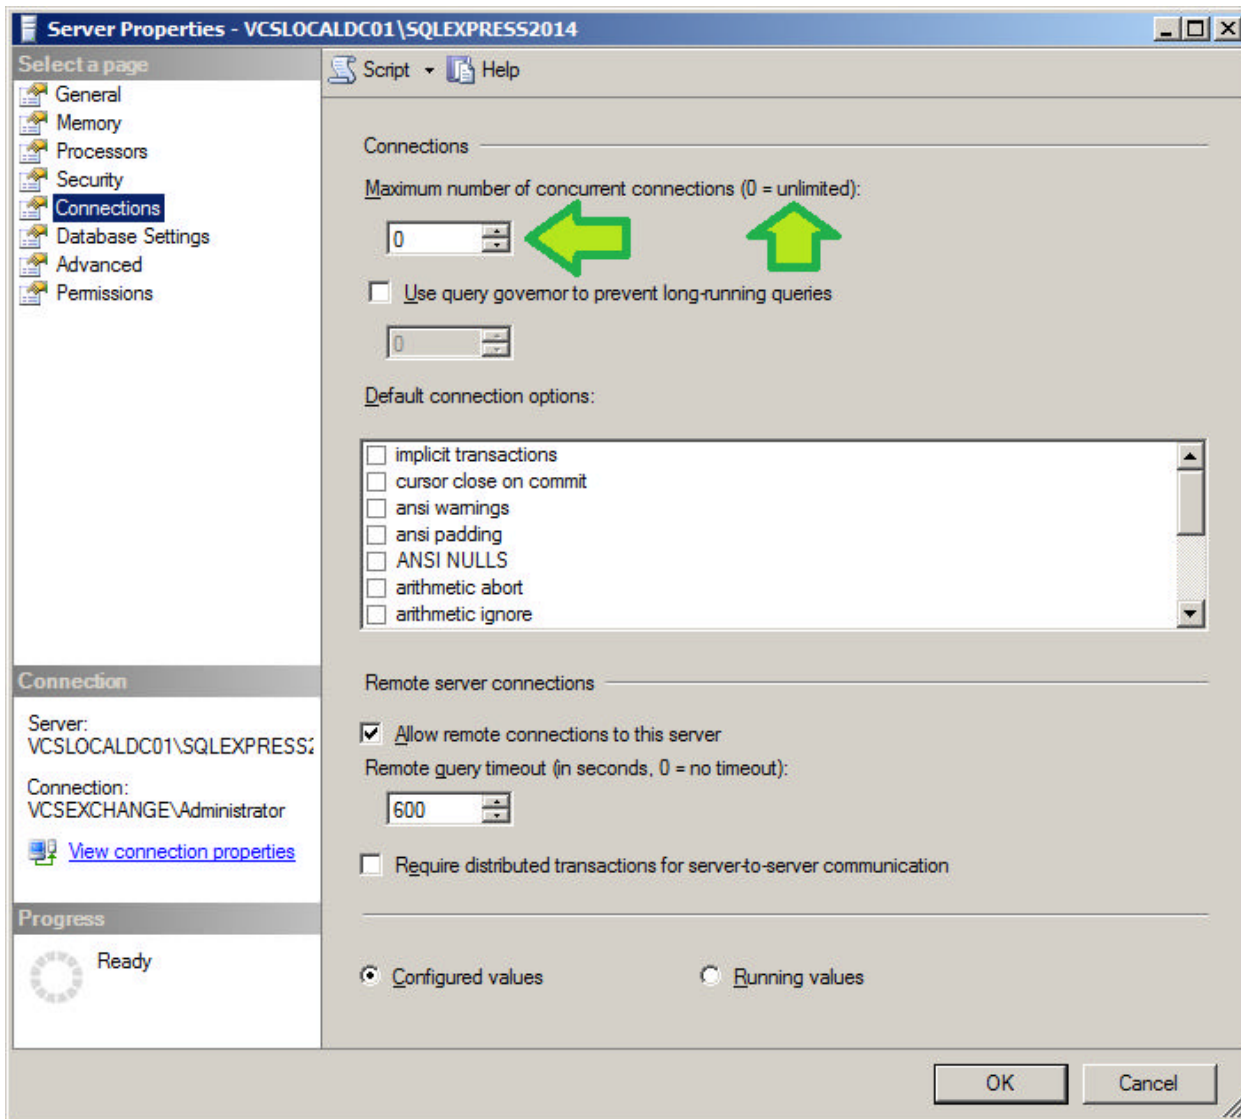 Server Properties - VCSLOCALDC01\SQLEXPRESS2014
Select a page
General
Memory
Processors
Security
Connections
Database Settings
Advanced
Permissions
Script
Help
Connections
Maximum number of concurrent connections (0 = unlimited):
0
Use query governor to prevent long-running queries
0
Default connection options:
implicit transactions
cursor close on commit
ansi warnings
ansi padding
ANSI NULLS
arithmetic abort
arithmetic ignore
Remote server connections
Allow remote connections to this server
Remote query timeout (in seconds, 0 = no timeout):
600
Require distributed transactions for server-to-server communication
Configured values
Running values
Connection
Server:
VCSLOCALDC01\SQLEXPRESS2
Connection:
VCSEXCHANGE\Administrator
View connection properties
Progress
Ready
OK
Cancel